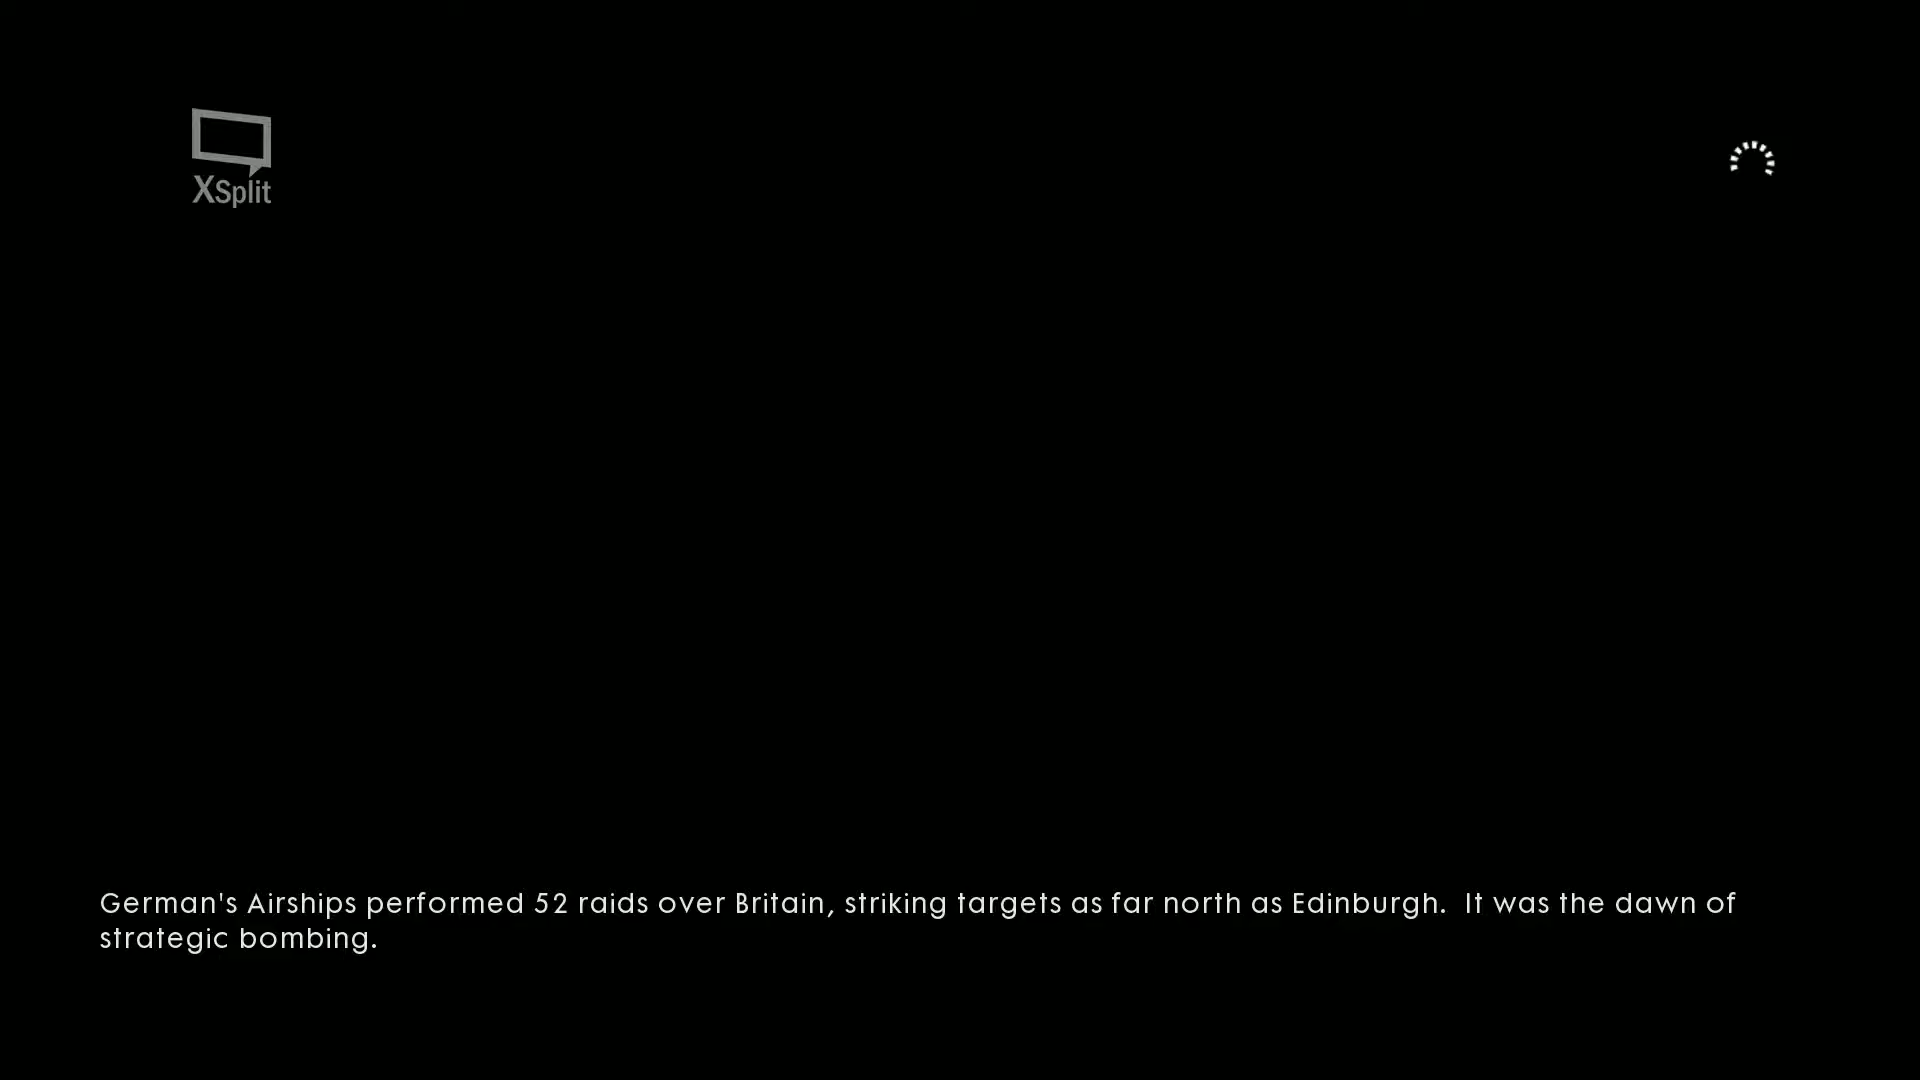 XSplit
German's Airships performed 52 raids over Britain, striking targets as far north as Edinburgh.  It was the dawn of
strategic bombing.